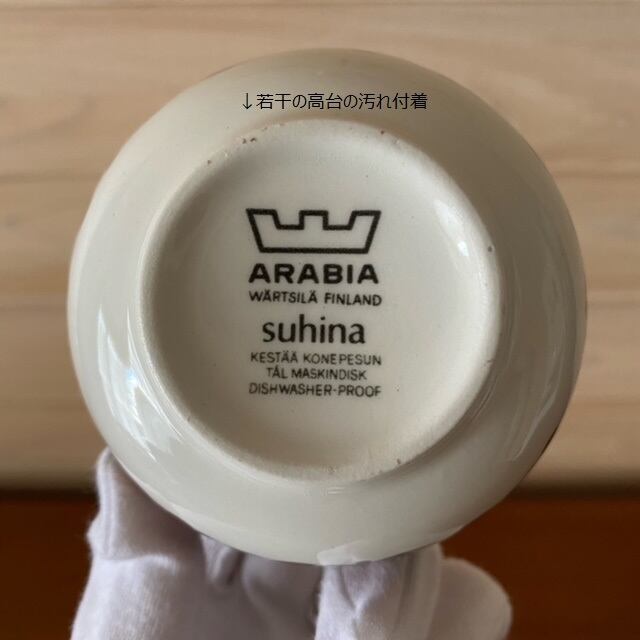 ↓若干の高台の汚れ付着
ARABIA
WÄRTSILÄ FINLAND
suhina
KESTÄÄ KONEPESUN
TÅL MASKINDISK
DISHWASHER-PROOF